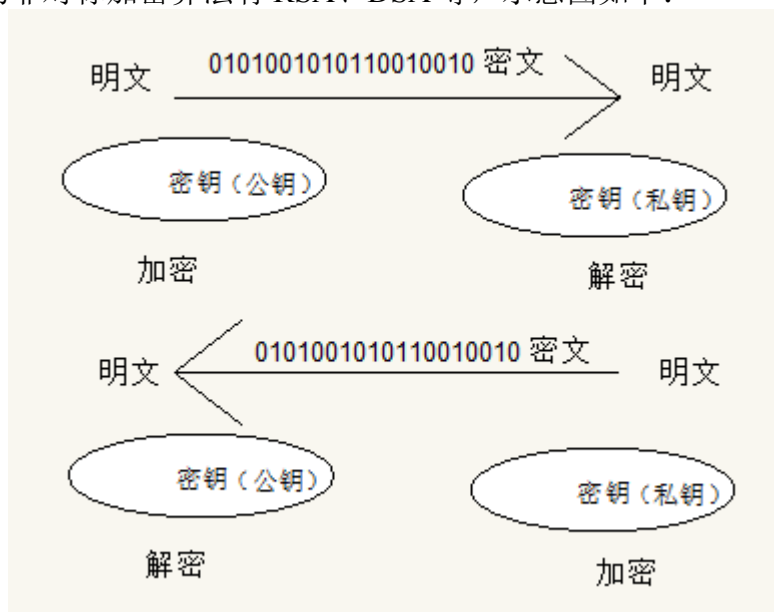 RSA、DSA
明文 0101001010110010010 密文 明文
密钥（公钥） 密钥（私钥）
加密 解密
明文 0101001010110010010 密文 明文
密钥（公钥） 密钥（私钥）
解密 加密